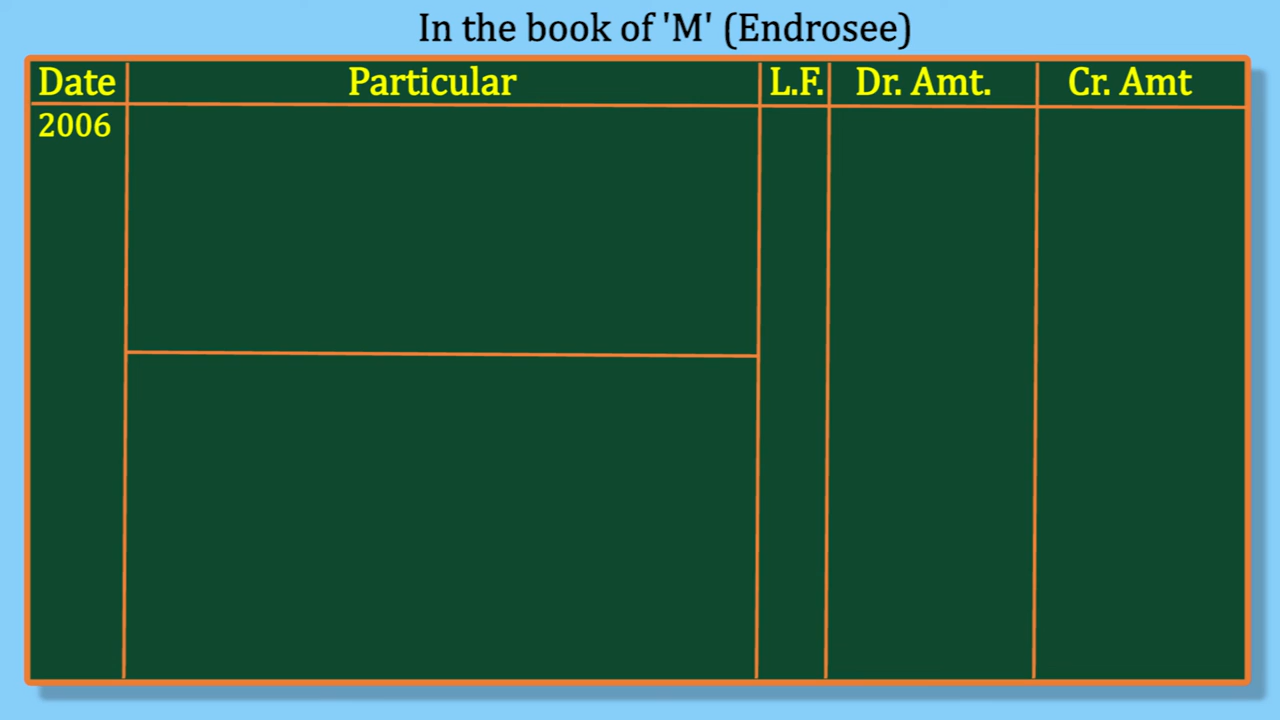 In the book of 'M' (Endrosee)
Date Particular L.F. Dr. Amt. Cr. Amt
2006